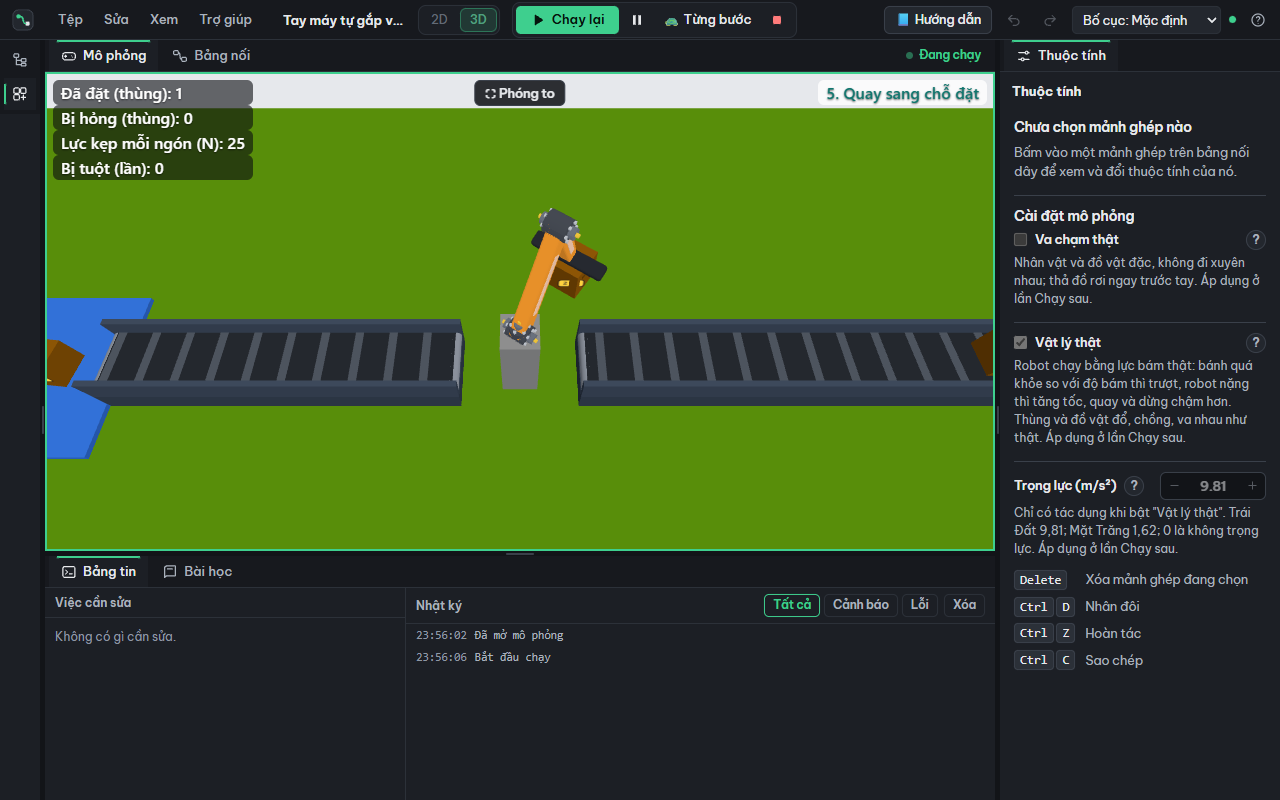 Tệp Sửa Xem Trợ giúp Tay máy tự gắp v... 2D 3D Chạy lại Từng bước Hướng dẫn Bố cục: Mặc định
Mô phỏng Bảng nối Đang chạy Thuộc tính
Đã đặt (thùng): 1
Bị hỏng (thùng): 0
Lực kẹp mỗi ngón (N): 25
Bị tuột (lần): 0
Phóng to
5. Quay sang chỗ đặt
Thuộc tính
Chưa chọn mảnh ghép nào
Bấm vào một mảnh ghép trên bảng nối
dây để xem và đổi thuộc tính của nó.
Cài đặt mô phỏng
Va chạm thật ?
Nhân vật và đồ vật đặc, không đi xuyên
nhau; thả đồ rơi ngay trước tay. Áp dụng ở
lần Chạy sau.
Vật lý thật ?
Robot chạy bằng lực bám thật: bánh quá
khỏe so với độ bám thì trượt, robot nặng
thì tăng tốc, quay và dừng chậm hơn.
Thùng và đồ vật đổ, chồng, va nhau như
thật. Áp dụng ở lần Chạy sau.
Trọng lực (m/s²) ? − 9.81 +
Chỉ có tác dụng khi bật "Vật lý thật". Trái
Đất 9,81; Mặt Trăng 1,62; 0 là không trọng
lực. Áp dụng ở lần Chạy sau.
Delete Xóa mảnh ghép đang chọn
Ctrl D Nhân đôi
Ctrl Z Hoàn tác
Ctrl C Sao chép
Bảng tin Bài học
Việc cần sửa
Không có gì cần sửa.
Nhật ký Tất cả Cảnh báo Lỗi Xóa
23:56:02 Đã mở mô phỏng
23:56:06 Bắt đầu chạy